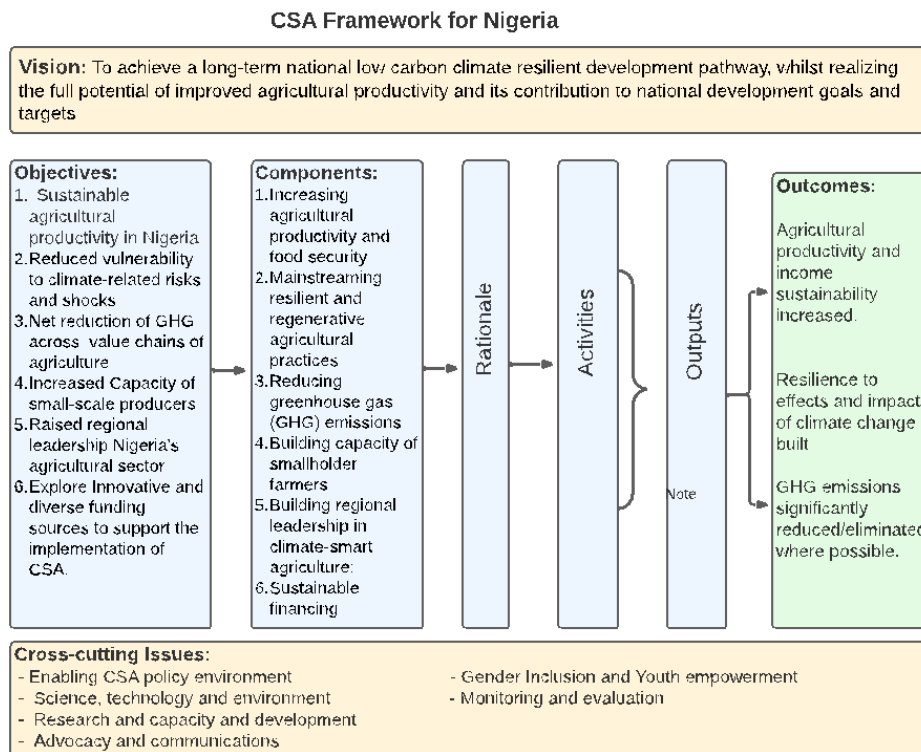 CSA Framework for Nigeria
Vision: To achieve a long-term national low carbon climate resilient development pathway, whilst realizing
the full potential of improved agricultural productivity and its contribution to national development goals and
targets
Objectives:
1. Sustainable
agricultural
productivity in Nigeria
2.Reduced vulnerability
to climate-related risks
and shocks
3.Net reduction of GHG
across value chains of
agriculture
4.Increased Capacity of
small-scale producers
5.Raised regional
leadership Nigeria's
agricultural sector
6.Explore Innovative and
diverse funding
sources to support the
implementation of
CSA.
Components:
1.Increasing
agricultural
productivity and
food security
2.Mainstreaming
resilient and
regenerative
agricultural
practices
3.Reducing
greenhouse gas
(GHG) emissions
4.Building capacity of
smallholder
farmers
5.Building regional
leadership in
climate-smart
agriculture:
6.Sustainable
financing
Rationale
Activities
Outputs
Note
Outcomes:
Agricultural
productivity and
income
sustainability
increased.
Resilience to
effects and impact
of climate change
built
GHG emissions
significantly
reduced/eliminated
where possible.
Cross-cutting Issues:
- Enabling CSA policy environment
- Science, technology and environment
- Research and capacity and development
- Advocacy and communications
- Gender Inclusion and Youth empowerment
- Monitoring and evaluation